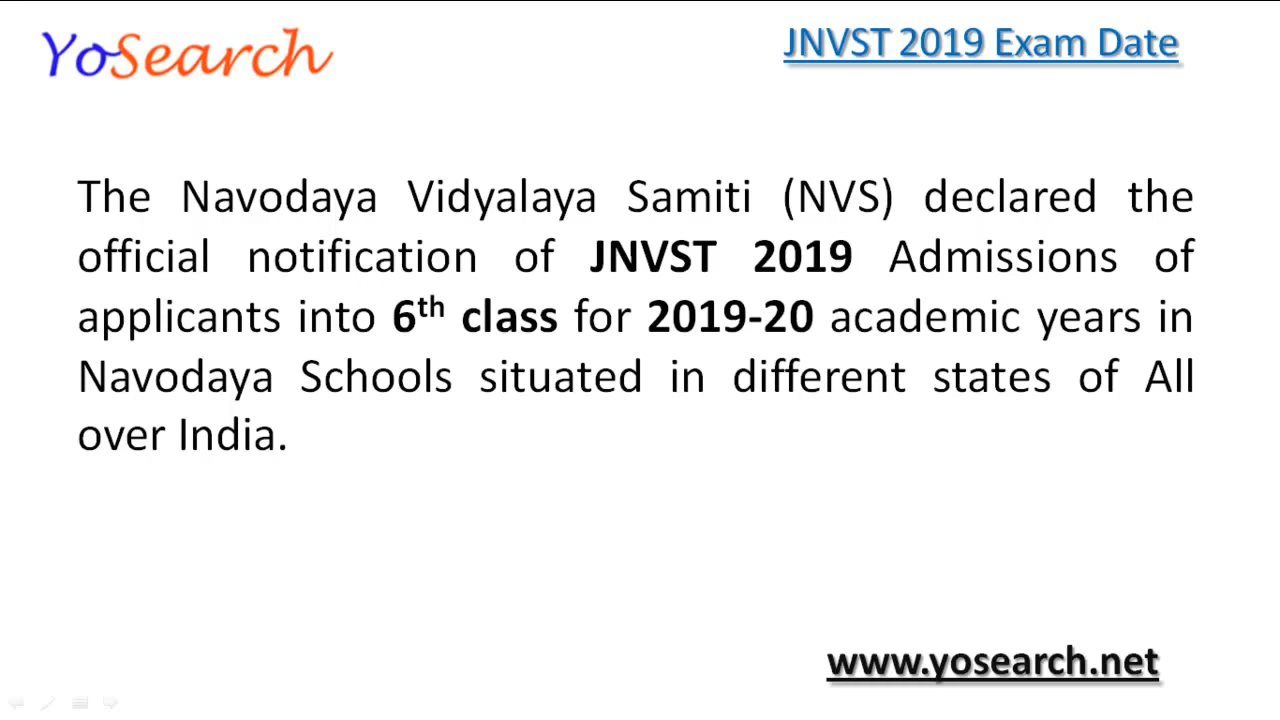 YoSearch
JNVST 2019 Exam Date
The Navodaya Vidyalaya Samiti (NVS) declared the
official notification of JNVST 2019 Admissions of
applicants into 6th class for 2019-20 academic years in
Navodaya Schools situated in different states of All
over India.
www.yosearch.net